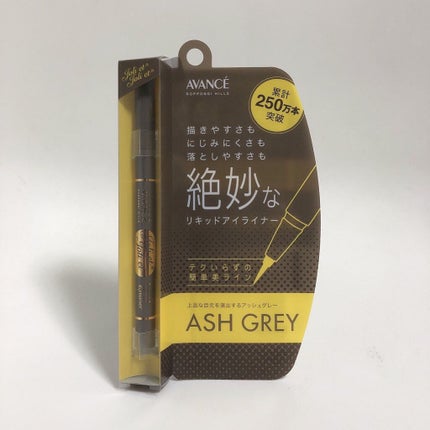 Joli et
Joli et
AVANCÉ
ROPPONGI HILLS
累計
250万本
突破
描きやすさも
にじみにくさも
落としやすさも
絶妙な
リキッドアイライナー
テクいらずの
簡単美ライン
上品な目元を演出するアッシュグレー
ASH GREY